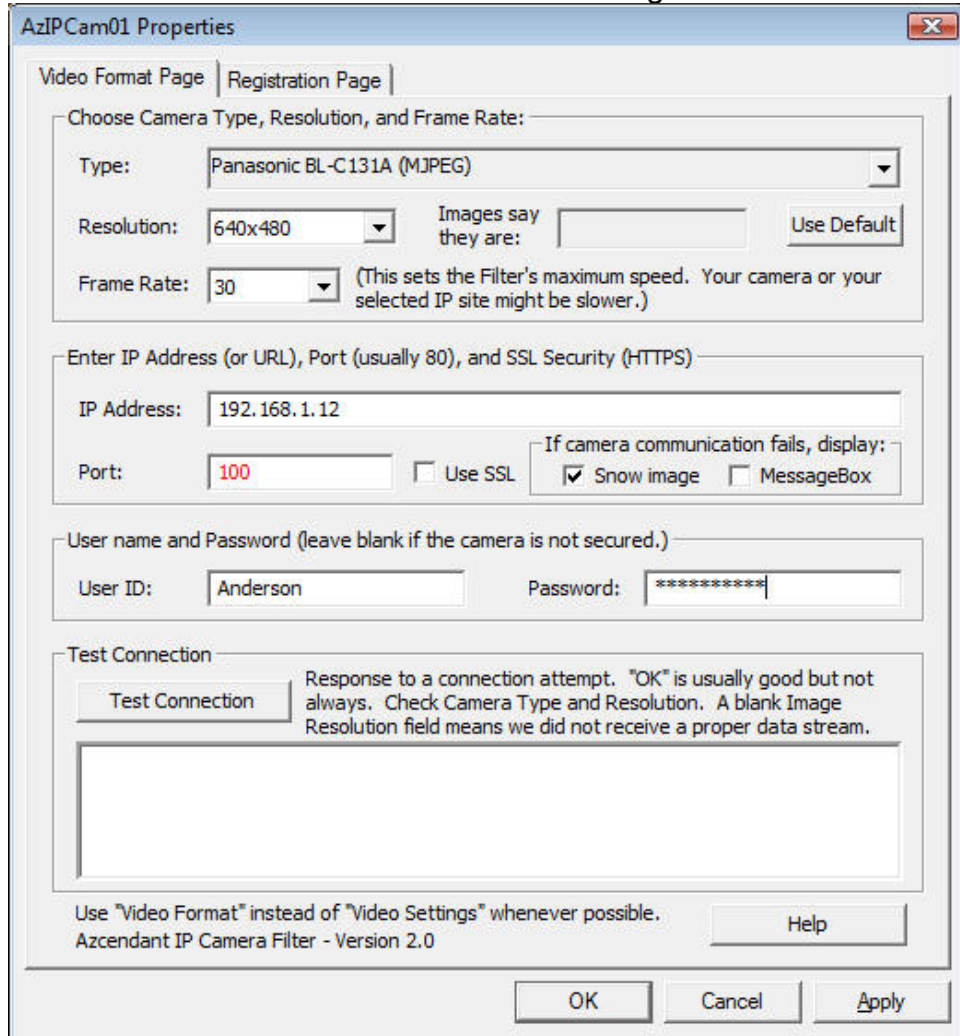 AzIPCam01 Properties
Video Format Page
Registration Page
Choose Camera Type, Resolution, and Frame Rate:
Type:
Panasonic BL-C131A (MJPEG)
Resolution:
640x480
Images say
they are:
Use Default
Frame Rate:
30
(This sets the Filter's maximum speed. Your camera or your
selected IP site might be slower.)
Enter IP Address (or URL), Port (usually 80), and SSL Security (HTTPS)
IP Address:
192.168.1.12
Port:
100
Use SSL
If camera communication fails, display:
Snow image
MessageBox
User name and Password (leave blank if the camera is not secured.)
User ID:
Anderson
Password:
**********
Test Connection
Test Connection
Response to a connection attempt. "OK" is usually good but not
always. Check Camera Type and Resolution. A blank Image
Resolution field means we did not receive a proper data stream.
Use "Video Format" instead of "Video Settings" whenever possible.
Azcendant IP Camera Filter - Version 2.0
Help
OK
Cancel
Apply